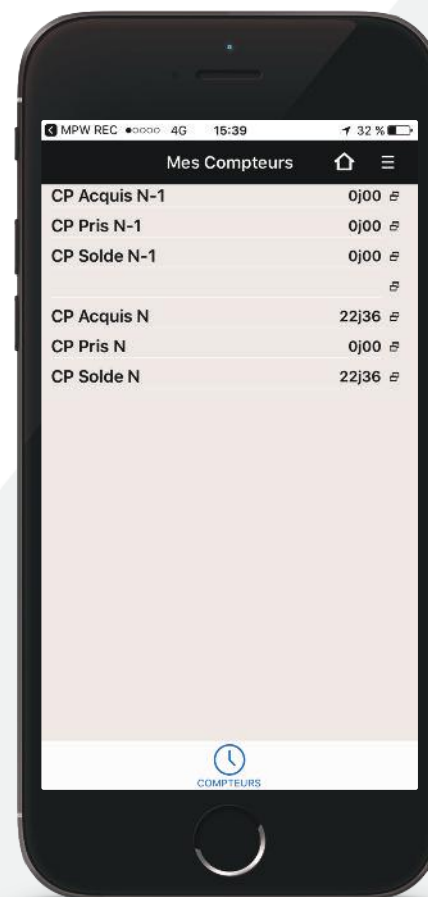 MPW REC 4G 15:39 32 %
Mes Compteurs
CP Acquis N-1 0j00
CP Pris N-1 0j00
CP Solde N-1 0j00
CP Acquis N 22j36
CP Pris N 0j00
CP Solde N 22j36
COMPTEURS